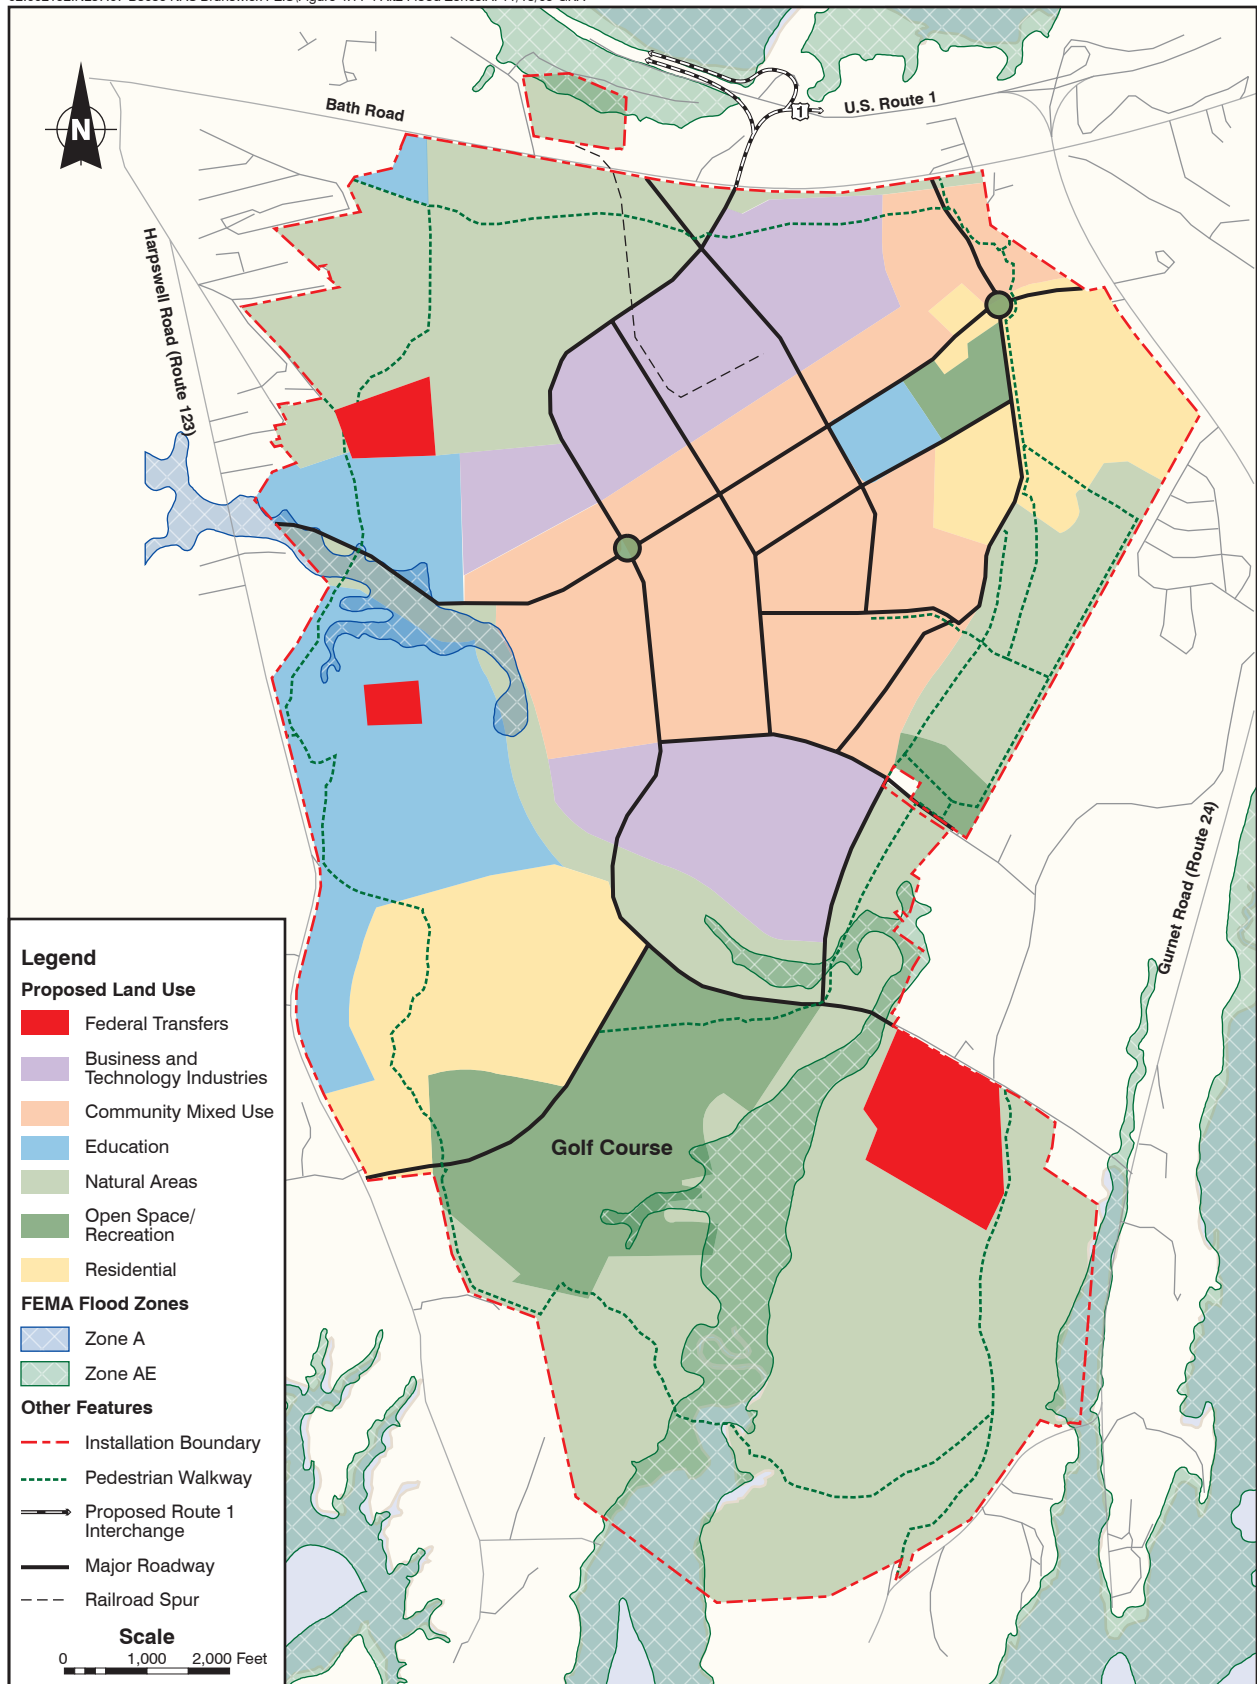 Bath Road
U.S. Route 1
1
N
Harpswell Road (Route 123)
Gurnet Road (Route 24)
Golf Course
Legend
Proposed Land Use
Federal Transfers
Business and
Technology Industries
Community Mixed Use
Education
Natural Areas
Open Space/
Recreation
Residential
FEMA Flood Zones
Zone A
Zone AE
Other Features
Installation Boundary
Pedestrian Walkway
Proposed Route 1
Interchange
Major Roadway
Railroad Spur
Scale
0 1,000 2,000 Feet